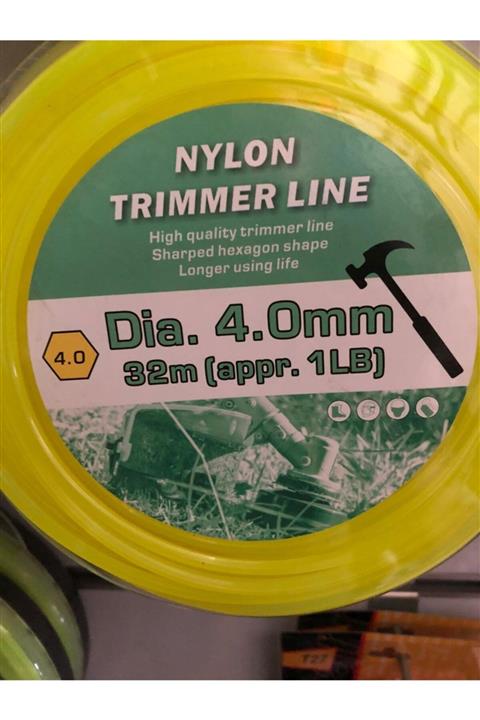 NYLON
TRIMMER LINE
High quality trimmer line
Sharped hexagon shape
Longer using life
4.0
Dia. 4.0mm
32m (appr. 1LB)
T27